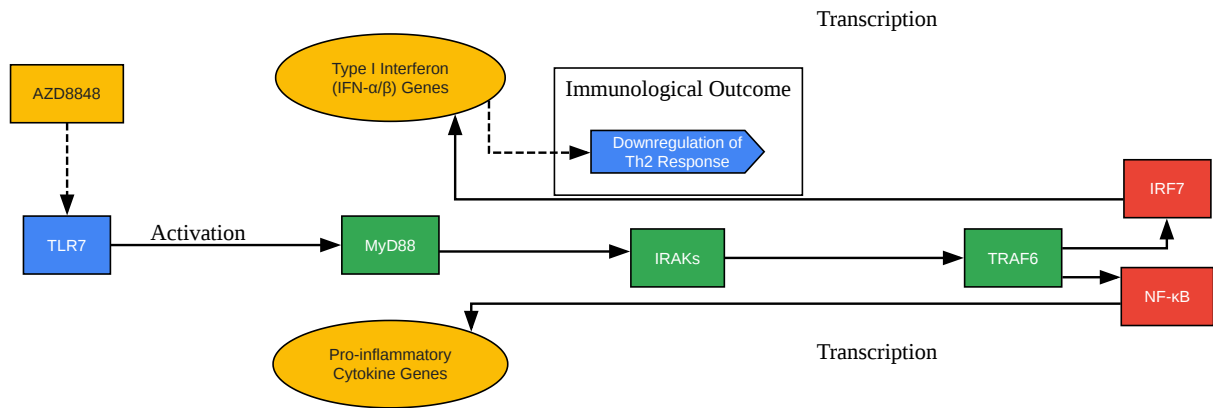 Transcription
AZD8848
Type I Interferon
(IFN-α/β) Genes
Immunological Outcome
Downregulation of
Th2 Response
IRF7
TLR7
Activation
MyD88
IRAKs
TRAF6
NF-κB
Pro-inflammatory
Cytokine Genes
Transcription